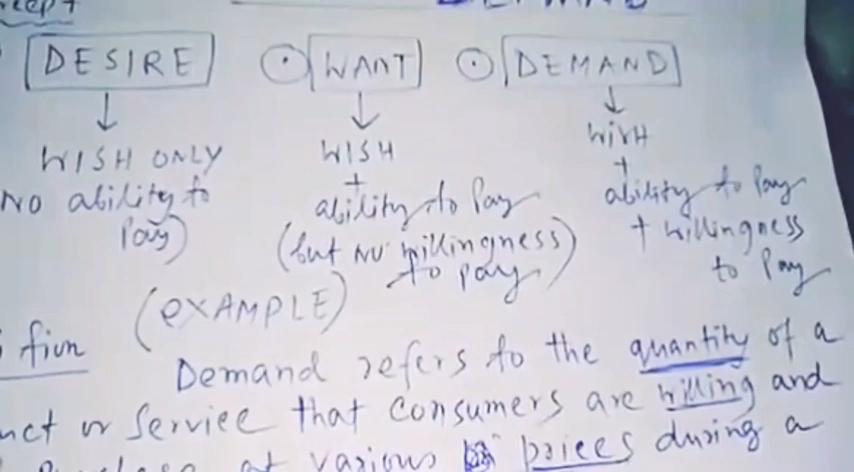 DESIRE WANT DEMAND
WISH ONLY WISH WISH
+ +
NO ability to ability to Pay ability to Pay
Pay) (but NO willingness) + willingness
to pay to Pay
(EXAMPLE)
Demand refers to the quantity of a
or Service that consumers are willing and
at various prices during a